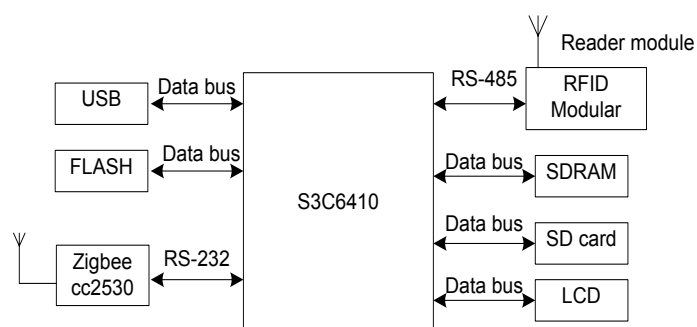 Reader module
RS-485
RFID
Modular
USB
Data bus
FLASH
Data bus
S3C6410
Data bus
SDRAM
Data bus
SD card
Zigbee
cc2530
RS-232
Data bus
LCD